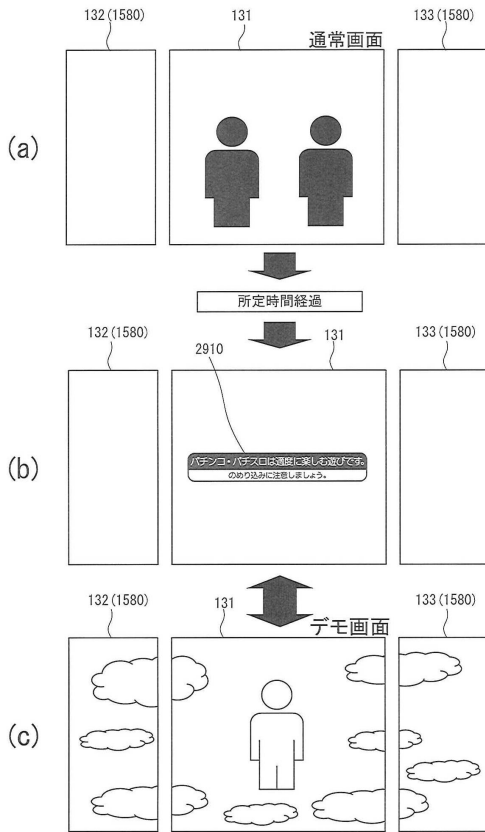 132(1580)
131
133(1580)
通常画面
(a)
所定時間経過
132(1580)
2910
131
133(1580)
(b)
パチンコ・パチスロは適度に楽しむ遊びです。
のめり込みに注意しましょう。
132(1580)
131
133(1580)
デモ画面
(c)